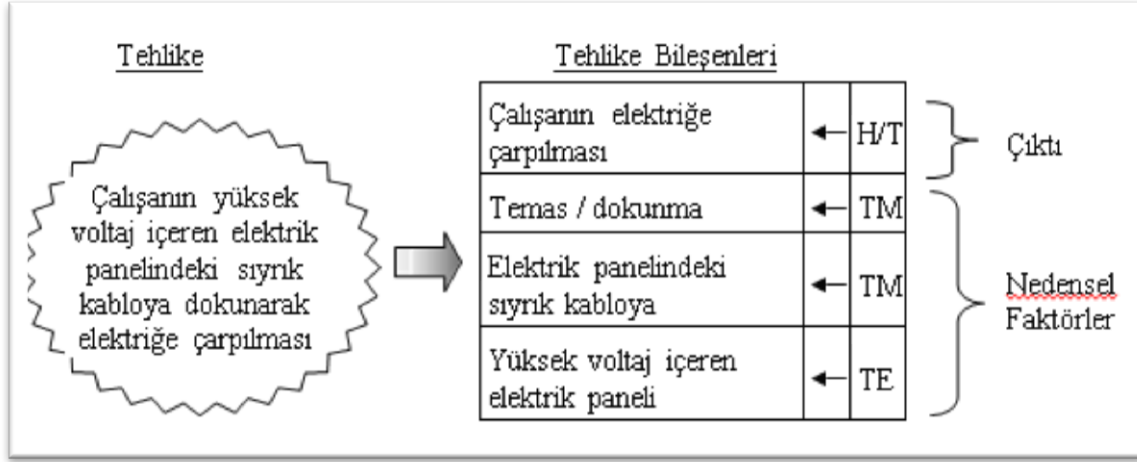 Tehlike
Tehlike Bileşenleri
Çalışanın yüksek
voltaj içeren elektrik
panelindeki sıyrık
kabloya dokunarak
elektriğe çarpılması
Çalışanın elektriğe
çarpılması
H/T
Temas / dokunma
TM
Elektrik panelindeki
sıyrık kabloya
TM
Yüksek voltaj içeren
elektrik paneli
TE
Çıktı
Nedensel
Faktörler